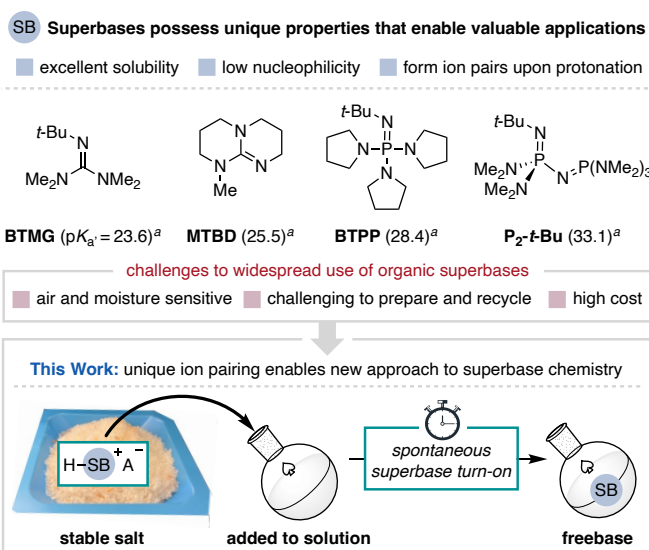 SB Superbases possess unique properties that enable valuable applications
excellent solubility low nucleophilicity form ion pairs upon protonation
t-Bu N Me2N NMe2
N N N Me
t-Bu N N P N N
t-Bu N Me2N P Me2N N P(NMe2)3
BTMG (pKa' = 23.6)a MTBD (25.5)a BTPP (28.4)a P2-t-Bu (33.1)a
challenges to widespread use of organic superbases
air and moisture sensitive challenging to prepare and recycle high cost
This Work: unique ion pairing enables new approach to superbase chemistry
H–SB+ A−
spontaneous
superbase turn-on
SB
stable salt added to solution freebase